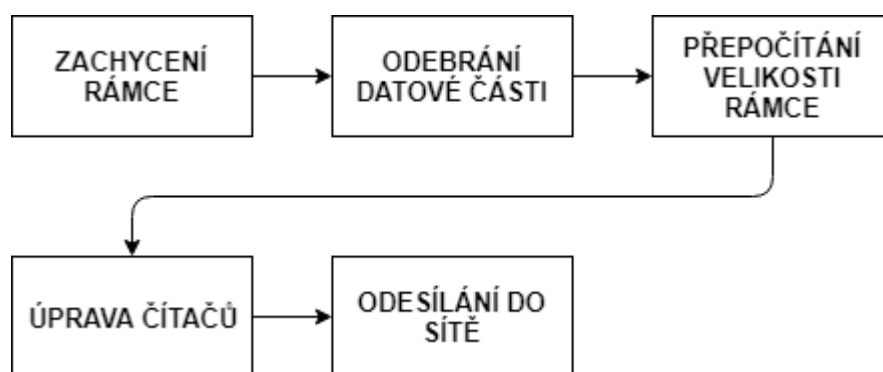 ZACHYCENÍ
RÁMCE
ODEBRÁNÍ
DATOVÉ ČÁSTI
PŘEPOČÍTÁNÍ
VELIKOSTI
RÁMCE
ÚPRAVA ČÍTAČŮ
ODESÍLÁNÍ DO
SÍTĚ